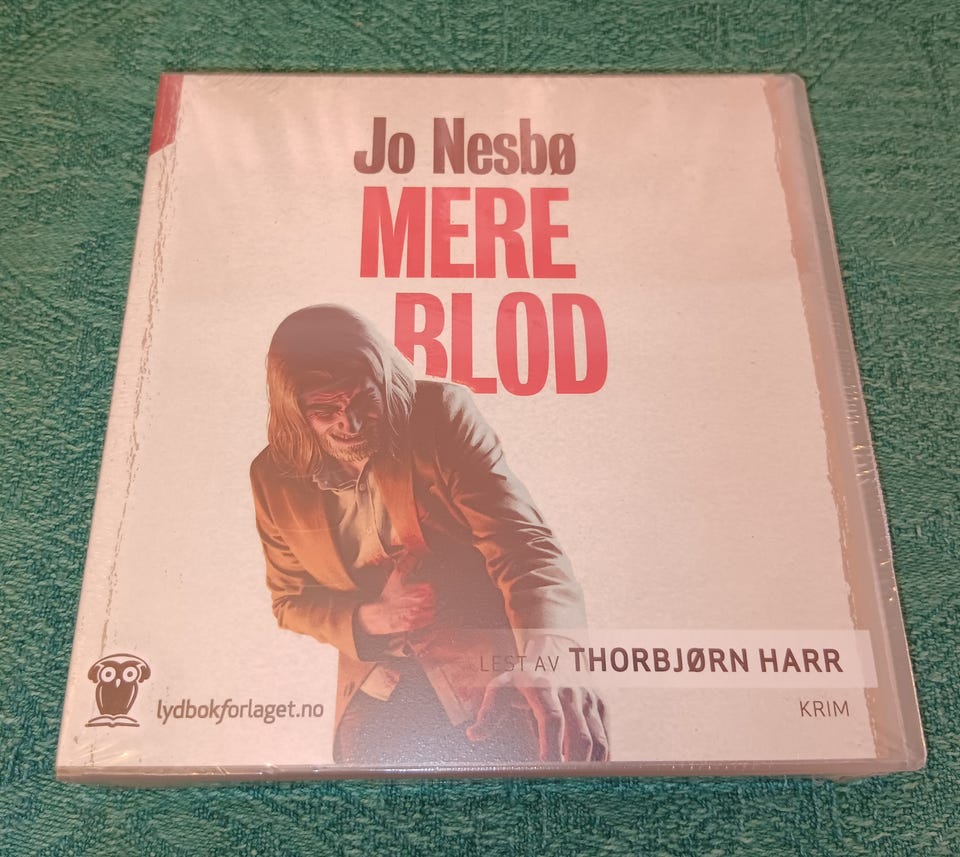 Jo Nesbø
MERE
BLOD
LEST AV THORBJØRN HARR
lydbokforlaget.no
KRIM